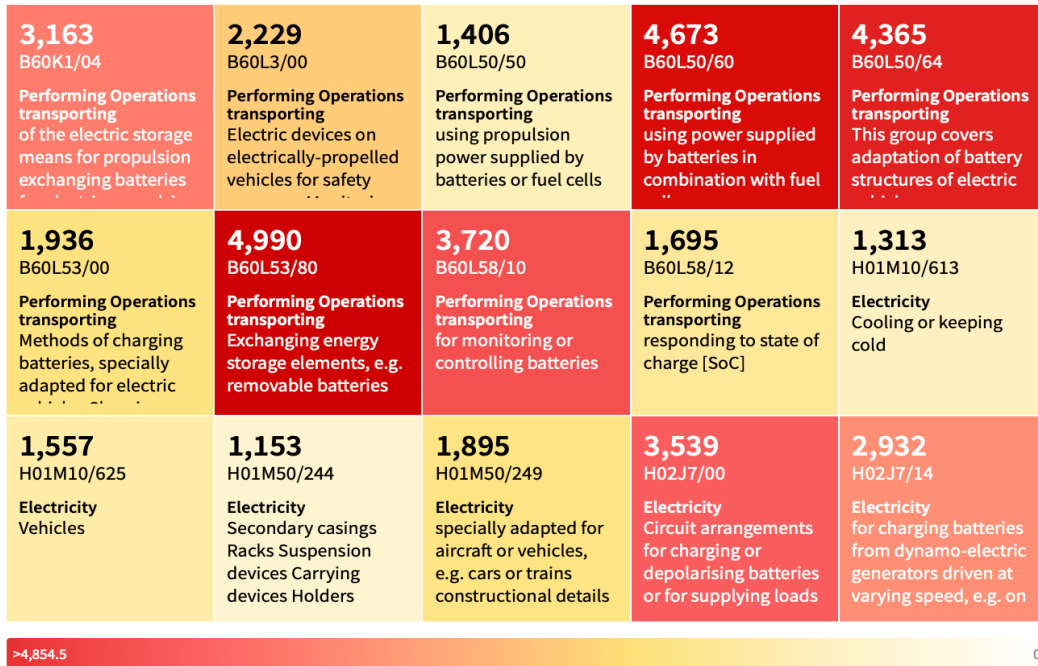 3,163
B60K1/04
Performing Operations
transporting
of the electric storage
means for propulsion
exchanging batteries
2,229
B60L3/00
Performing Operations
transporting
Electric devices on
electrically-propelled
vehicles for safety
1,406
B60L50/50
Performing Operations
transporting
using propulsion
power supplied by
batteries or fuel cells
4,673
B60L50/60
Performing Operations
transporting
using power supplied
by batteries in
combination with fuel
4,365
B60L50/64
Performing Operations
transporting
This group covers
adaptation of battery
structures of electric
1,936
B60L53/00
Performing Operations
transporting
Methods of charging
batteries, specially
adapted for electric
4,990
B60L53/80
Performing Operations
transporting
Exchanging energy
storage elements, e.g.
removable batteries
3,720
B60L58/10
Performing Operations
transporting
for monitoring or
controlling batteries
1,695
B60L58/12
Performing Operations
transporting
responding to state of
charge [SoC]
1,313
H01M10/613
Electricity
Cooling or keeping
cold
1,557
H01M10/625
Electricity
Vehicles
1,153
H01M50/244
Electricity
Secondary casings
Racks Suspension
devices Carrying
devices Holders
1,895
H01M50/249
Electricity
specially adapted for
aircraft or vehicles,
e.g. cars or trains
constructional details
3,539
H02J7/00
Electricity
Circuit arrangements
for charging or
depolarising batteries
or for supplying loads
2,932
H02J7/14
Electricity
for charging batteries
from dynamo-electric
generators driven at
varying speed, e.g. on
>4,854.5